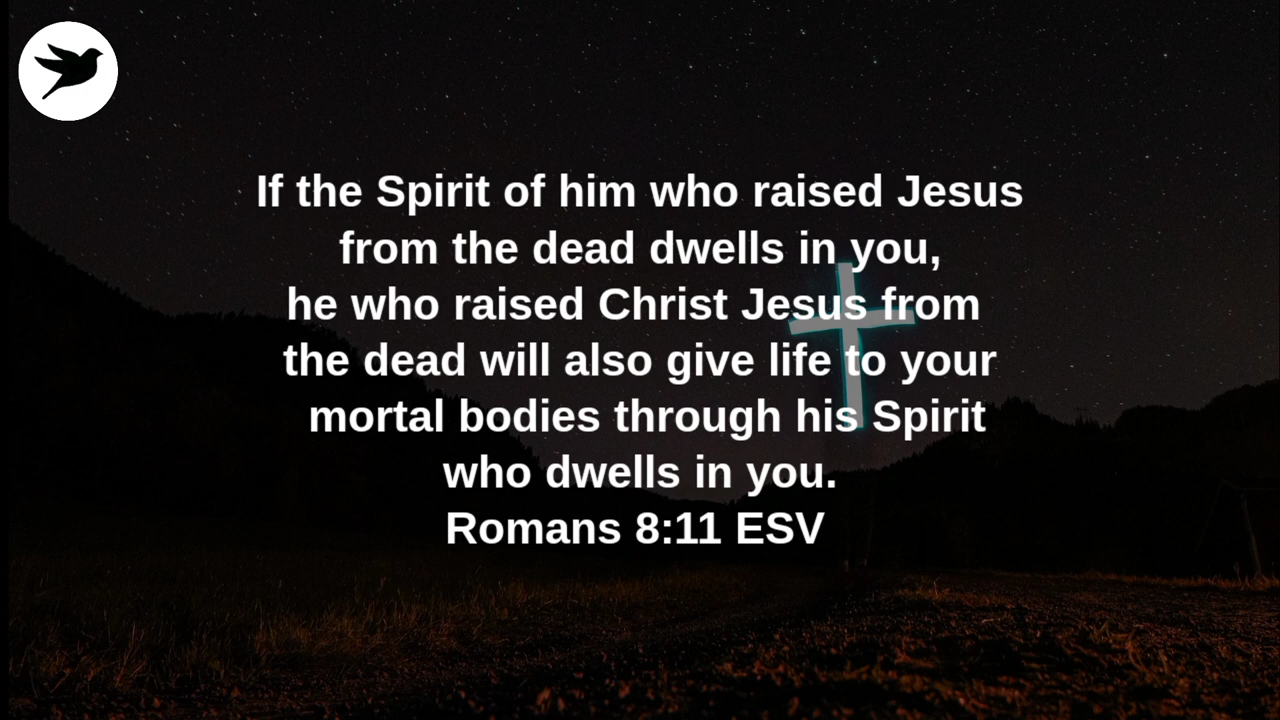 If the Spirit of him who raised Jesus
from the dead dwells in you,
he who raised Christ Jesus from
the dead will also give life to your
mortal bodies through his Spirit
who dwells in you.
Romans 8:11 ESV